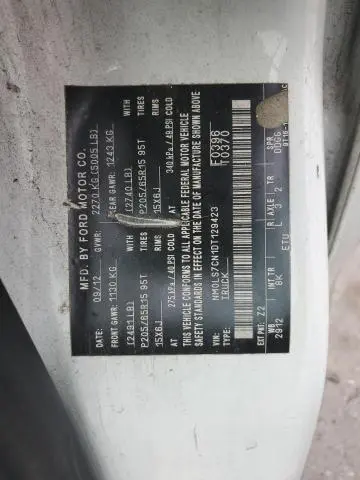 MFD. BY FORD MOTOR CO.
DATE: 09/12 GVWR: 2270 KG (5005 LB)
FRONT GAWR: 1130 KG REAR GAWR: 1243 KG
(2491 LB) WITH (2740 LB) WITH
P205/65R15 95T TIRES P205/65R15 95T TIRES
15X6J RIMS 15X6J RIMS
AT 275 kPa/40 PSI COLD AT 340 kPa/49 PSI COLD
THIS VEHICLE CONFORMS TO ALL APPLICABLE FEDERAL MOTOR VEHICLE
SAFETY STANDARDS IN EFFECT ON THE DATE OF MANUFACTURE SHOWN ABOVE
VIN: NM0LS7CN1DT129423 F0396
TYPE: TRUCK T0370
EXT PNT: Z2
WB INT TR AXLE TR SPR
2912 8K L 3 2 DDGG
ETU